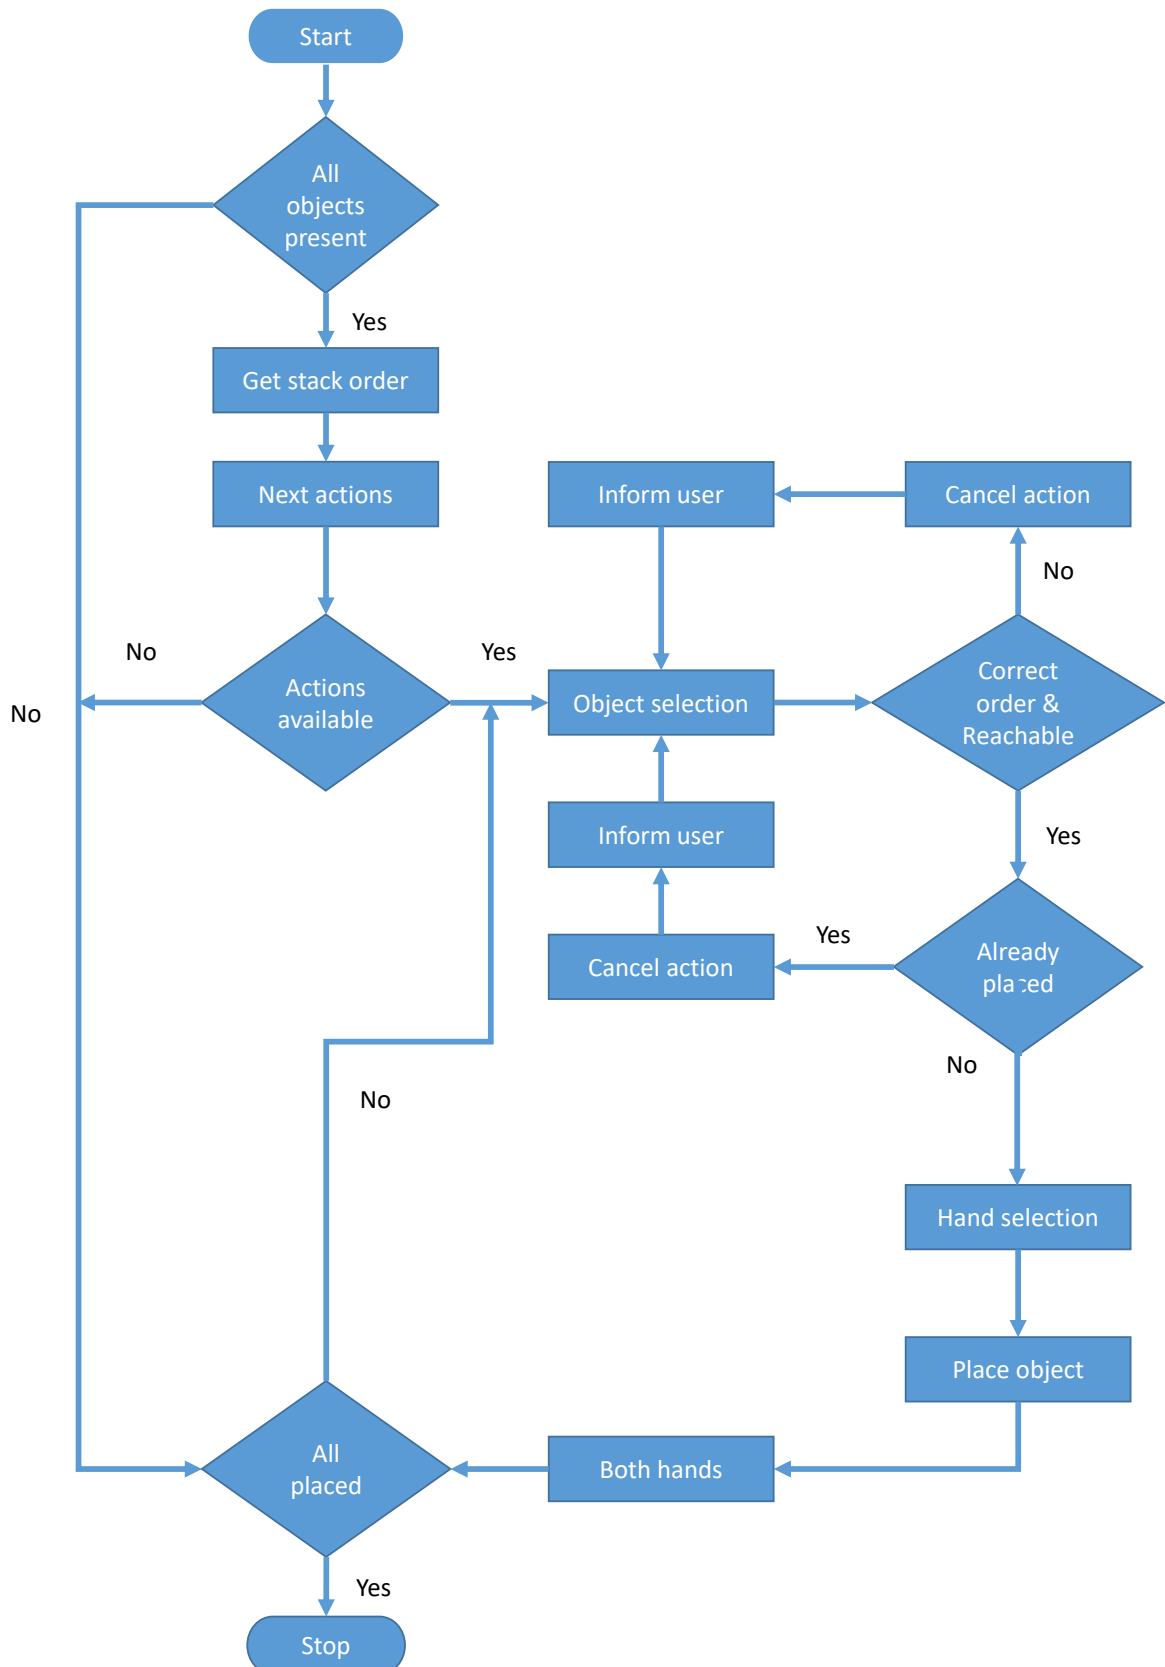 Start
All
objects
present
Yes
Get stack order
Next actions
Inform user
Cancel action
No
No
Yes
Actions
available
Object selection
Correct
order &
Reachable
No
Inform user
Yes
Yes
Cancel action
Already
placed
No
No
Hand selection
Place object
All
placed
Both hands
Yes
Stop